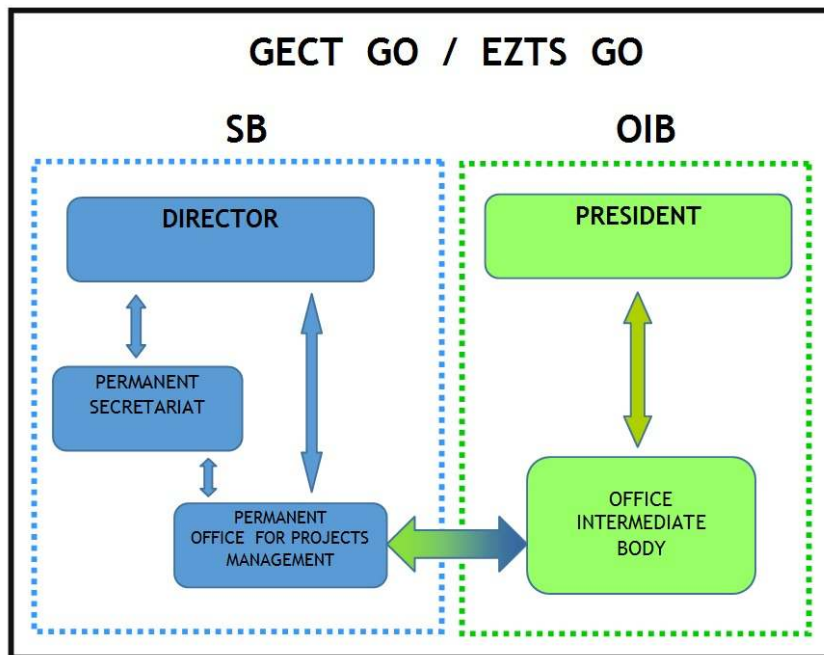 GECT GO / EZTS GO
SB
OIB
DIRECTOR
PRESIDENT
PERMANENT
SECRETARIAT
PERMANENT
OFFICE FOR PROJECTS
MANAGEMENT
OFFICE
INTERMEDIATE
BODY